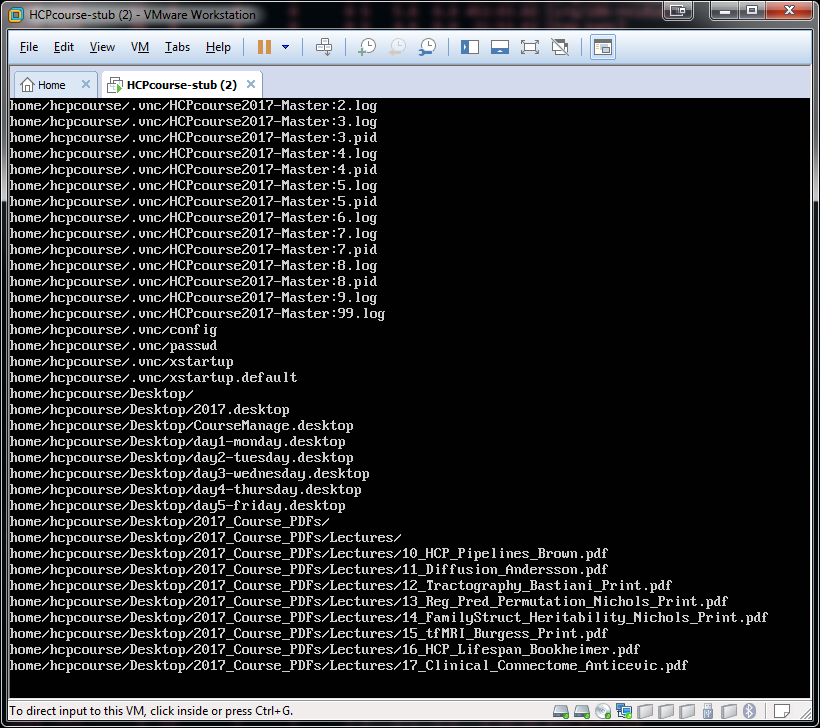 HCPcourse-stub (2) - VMware Workstation
File Edit View VM Tabs Help
Home HCPcourse-stub (2)
home/hcpcourse/.vnc/HCPcourse2017-Master:2.log
home/hcpcourse/.vnc/HCPcourse2017-Master:3.log
home/hcpcourse/.vnc/HCPcourse2017-Master:3.pid
home/hcpcourse/.vnc/HCPcourse2017-Master:4.log
home/hcpcourse/.vnc/HCPcourse2017-Master:4.pid
home/hcpcourse/.vnc/HCPcourse2017-Master:5.log
home/hcpcourse/.vnc/HCPcourse2017-Master:5.pid
home/hcpcourse/.vnc/HCPcourse2017-Master:6.log
home/hcpcourse/.vnc/HCPcourse2017-Master:7.log
home/hcpcourse/.vnc/HCPcourse2017-Master:7.pid
home/hcpcourse/.vnc/HCPcourse2017-Master:8.log
home/hcpcourse/.vnc/HCPcourse2017-Master:8.pid
home/hcpcourse/.vnc/HCPcourse2017-Master:9.log
home/hcpcourse/.vnc/HCPcourse2017-Master:99.log
home/hcpcourse/.vnc/config
home/hcpcourse/.vnc/passwd
home/hcpcourse/.vnc/xstartup
home/hcpcourse/.vnc/xstartup.default
home/hcpcourse/Desktop/
home/hcpcourse/Desktop/2017.desktop
home/hcpcourse/Desktop/CourseManage.desktop
home/hcpcourse/Desktop/day1-monday.desktop
home/hcpcourse/Desktop/day2-tuesday.desktop
home/hcpcourse/Desktop/day3-wednesday.desktop
home/hcpcourse/Desktop/day4-thursday.desktop
home/hcpcourse/Desktop/day5-friday.desktop
home/hcpcourse/Desktop/2017_Course_PDFs/
home/hcpcourse/Desktop/2017_Course_PDFs/Lectures/
home/hcpcourse/Desktop/2017_Course_PDFs/Lectures/10_HCP_Pipelines_Brown.pdf
home/hcpcourse/Desktop/2017_Course_PDFs/Lectures/11_Diffusion_Andersson.pdf
home/hcpcourse/Desktop/2017_Course_PDFs/Lectures/12_Tractography_Bastiani_Print.pdf
home/hcpcourse/Desktop/2017_Course_PDFs/Lectures/13_Reg_Pred_Permutation_Nichols_Print.pdf
home/hcpcourse/Desktop/2017_Course_PDFs/Lectures/14_FamilyStruct_Heritability_Nichols_Print.pdf
home/hcpcourse/Desktop/2017_Course_PDFs/Lectures/15_tfMRI_Burgess_Print.pdf
home/hcpcourse/Desktop/2017_Course_PDFs/Lectures/16_HCP_Lifespan_Bookheimer.pdf
home/hcpcourse/Desktop/2017_Course_PDFs/Lectures/17_Clinical_Connectome_Anticevic.pdf
To direct input to this VM, click inside or press Ctrl+G.